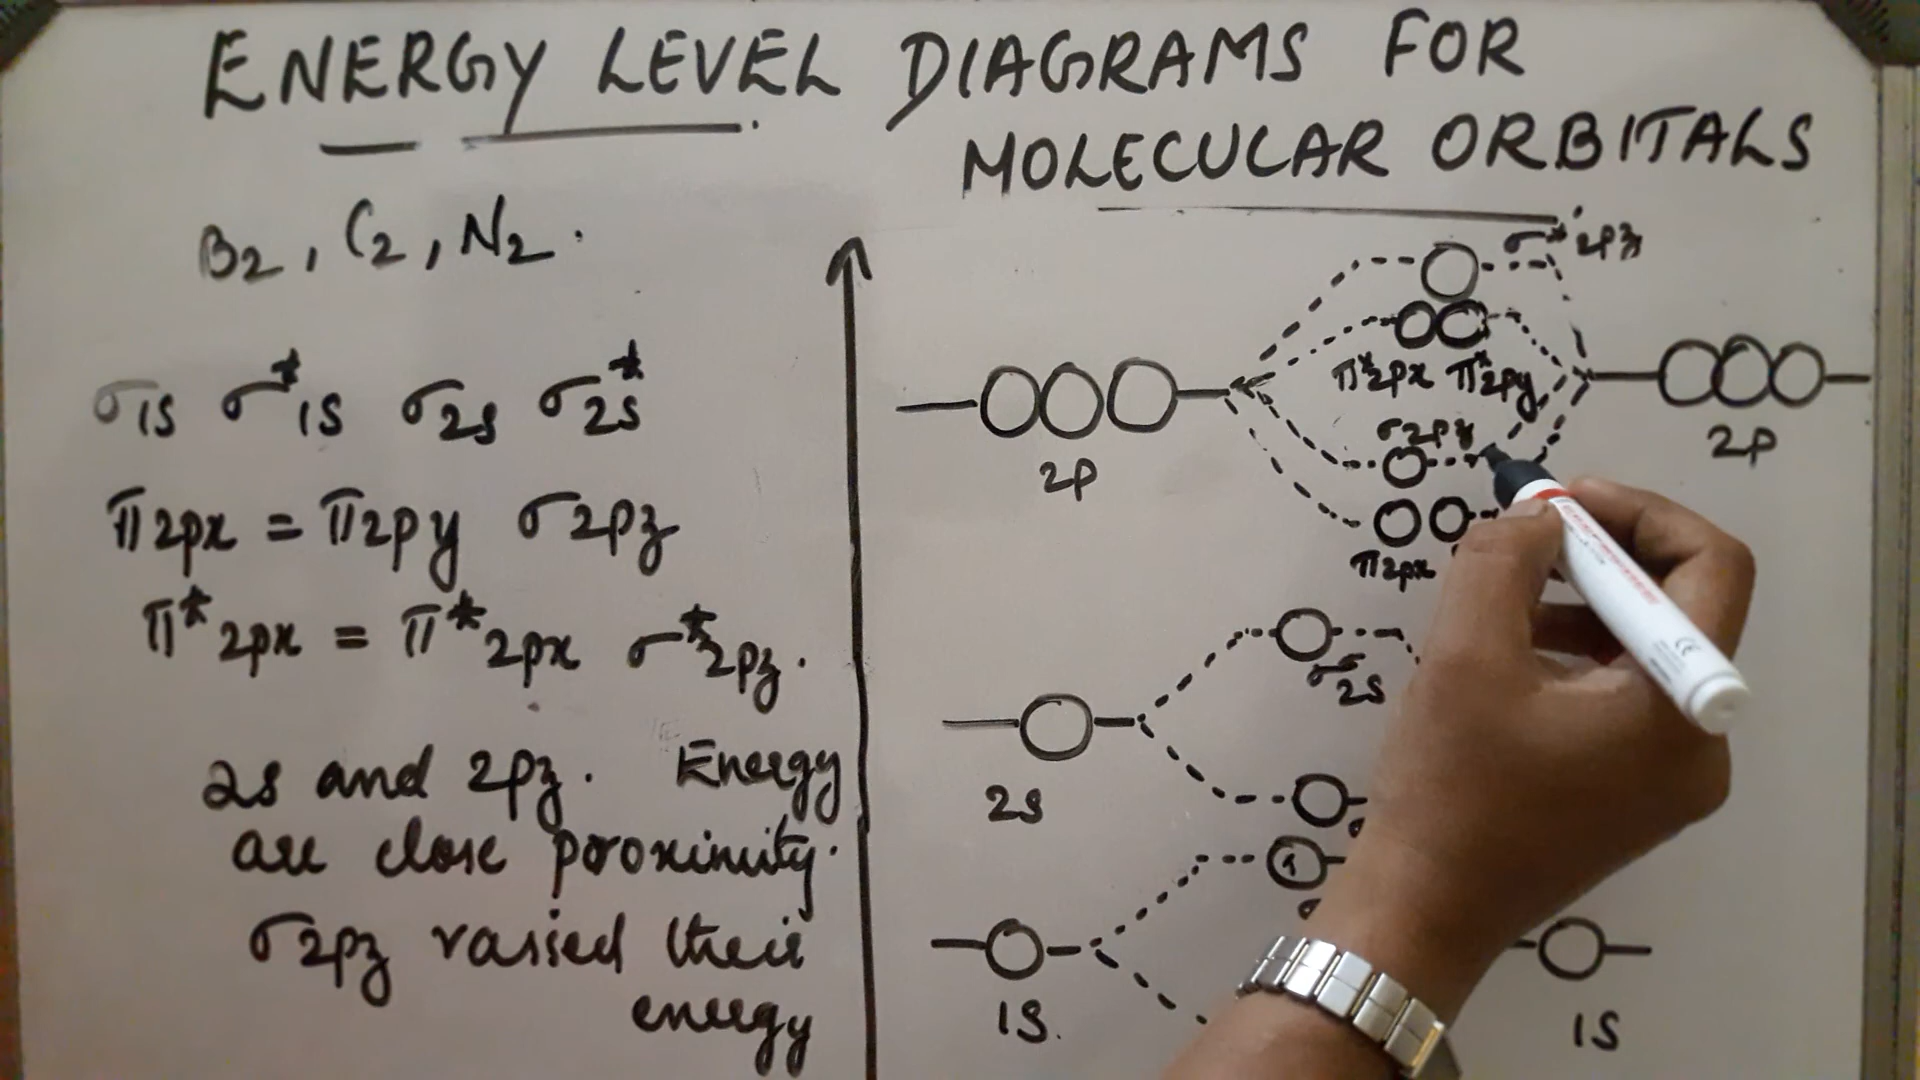 ENERGY LEVEL DIAGRAMS FOR
MOLECULAR ORBITALS
B2, C2, N2.
σ1s σ*1s σ2s σ2s*
π2px = π2py σ2pz
π*2px = π*2px σ*2pz.
2s and 2pz. Energy
are close proximity.
σ2pz raised their
energy
σ*2pz
π*2px π*2py
2p
2p
σ2pz
π2px
2s
1s.
1s